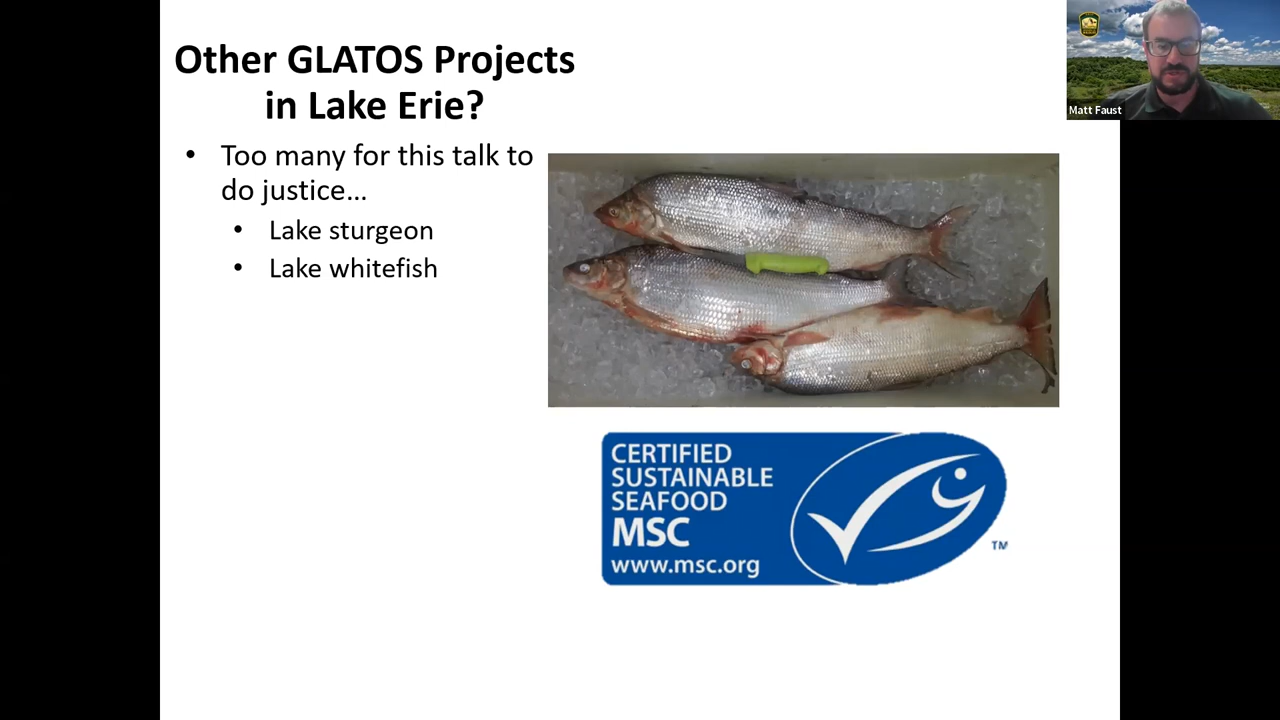 Other GLATOS Projects
in Lake Erie?
• Too many for this talk to
do justice…
• Lake sturgeon
• Lake whitefish
CERTIFIED
SUSTAINABLE
SEAFOOD
MSC
www.msc.org
TM
Matt Faust